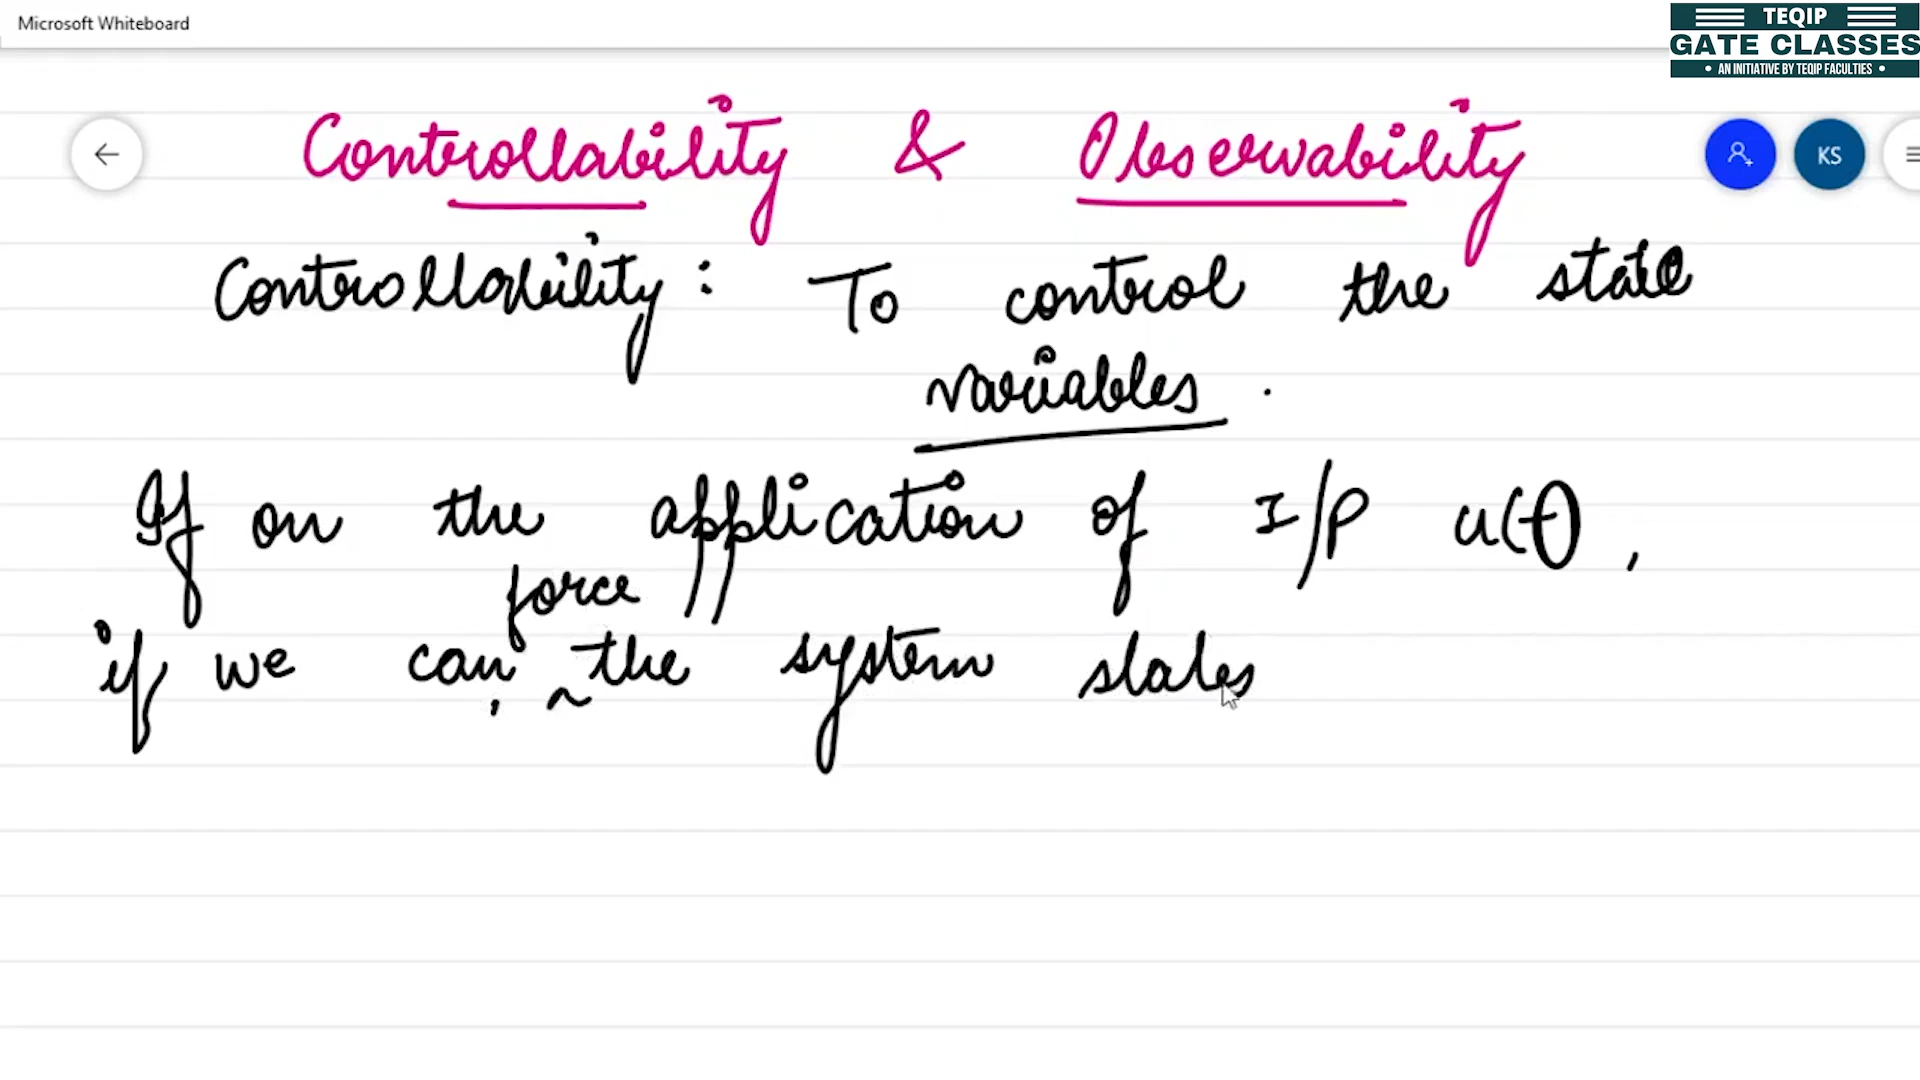 Microsoft Whiteboard
TEQIP
GATE CLASSES
• AN INITIATIVE BY TEQIP FACULTIES •
KS
Controllability & Observability
Controllability : To control the state
variables .
If on the application of I/P u(t) ,
force
if we can the system states